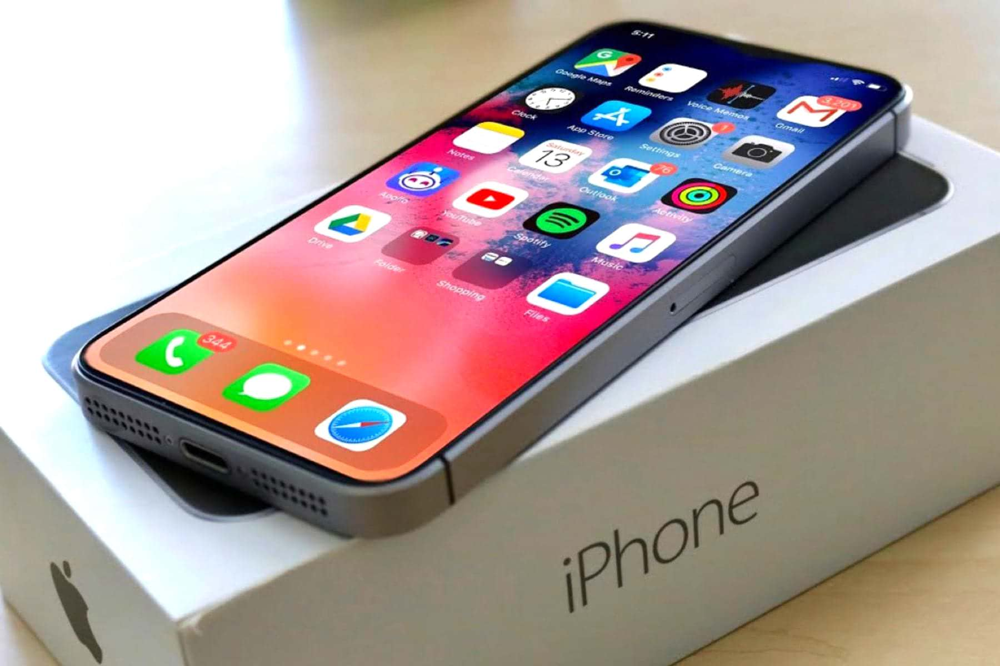 5:11
Google Maps
Reminders
Voice Memos
3,201
Gmail
Clock
App Store
1
Settings
Camera
Notes
Saturday
13
Calendar
76
Outlook
Activity
Apollo
YouTube
Spotify
Music
Drive
Folder
Shopping
Files
344
iPhone